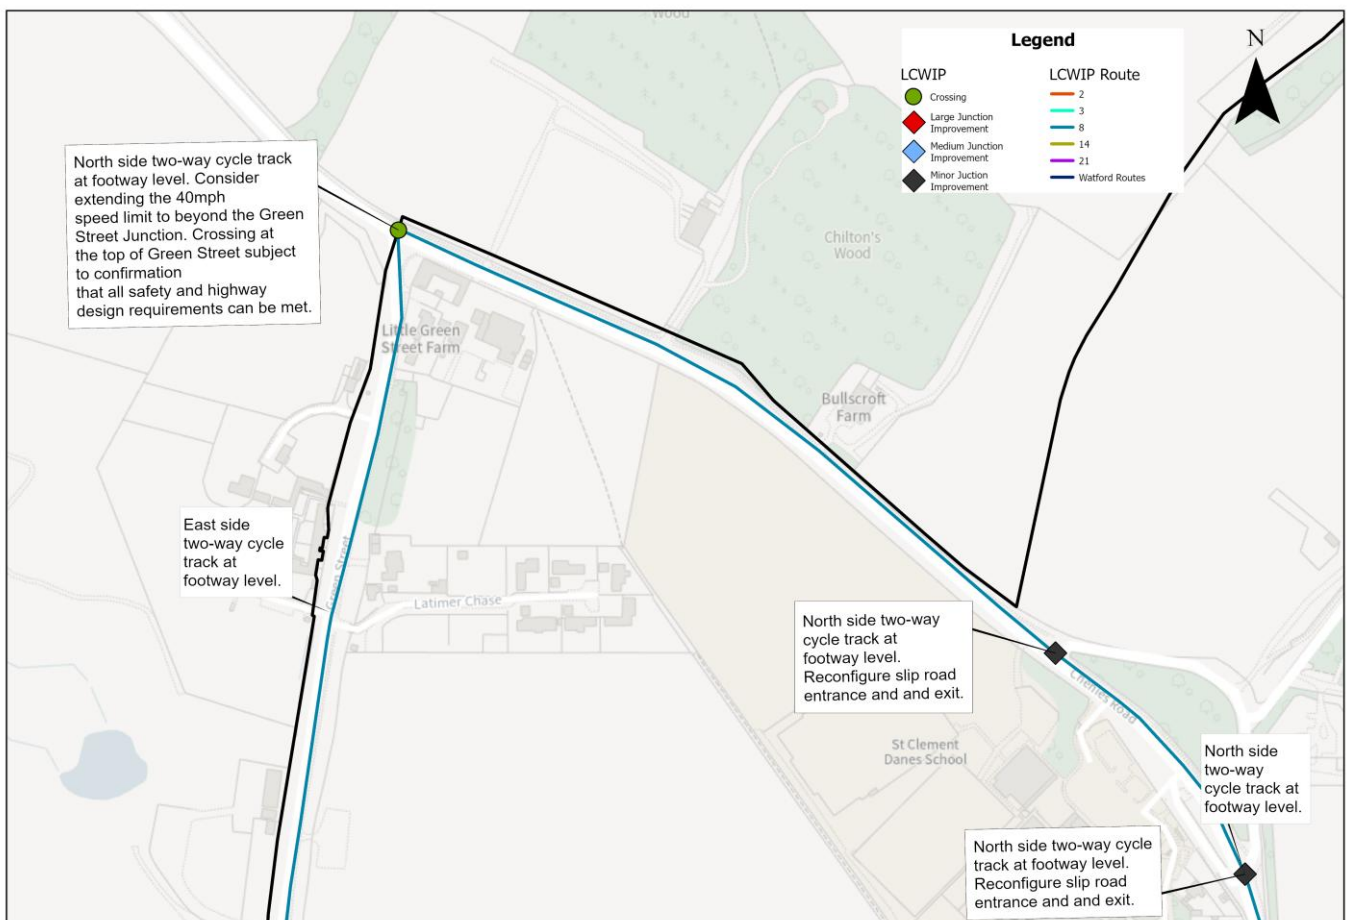 Wood
Legend
N
LCWIP
Crossing
Large Junction
Improvement
Medium Junction
Improvement
Minor Juction
Improvement
LCWIP Route
2
3
8
14
21
Watford Routes
North side two-way cycle track
at footway level. Consider
extending the 40mph
speed limit to beyond the Green
Street Junction. Crossing at
the top of Green Street subject
to confirmation
that all safety and highway
design requirements can be met.
Chilton's
Wood
Little Green
Street Farm
Bullscroft
Farm
East side
two-way cycle
track at
footway level.
Green Street
Latimer Chase
North side two-way
cycle track at
footway level.
Reconfigure slip road
entrance and and exit.
Chenies Road
St Clement
Danes School
North side
two-way
cycle track at
footway level.
North side two-way cycle
track at footway level.
Reconfigure slip road
entrance and and exit.